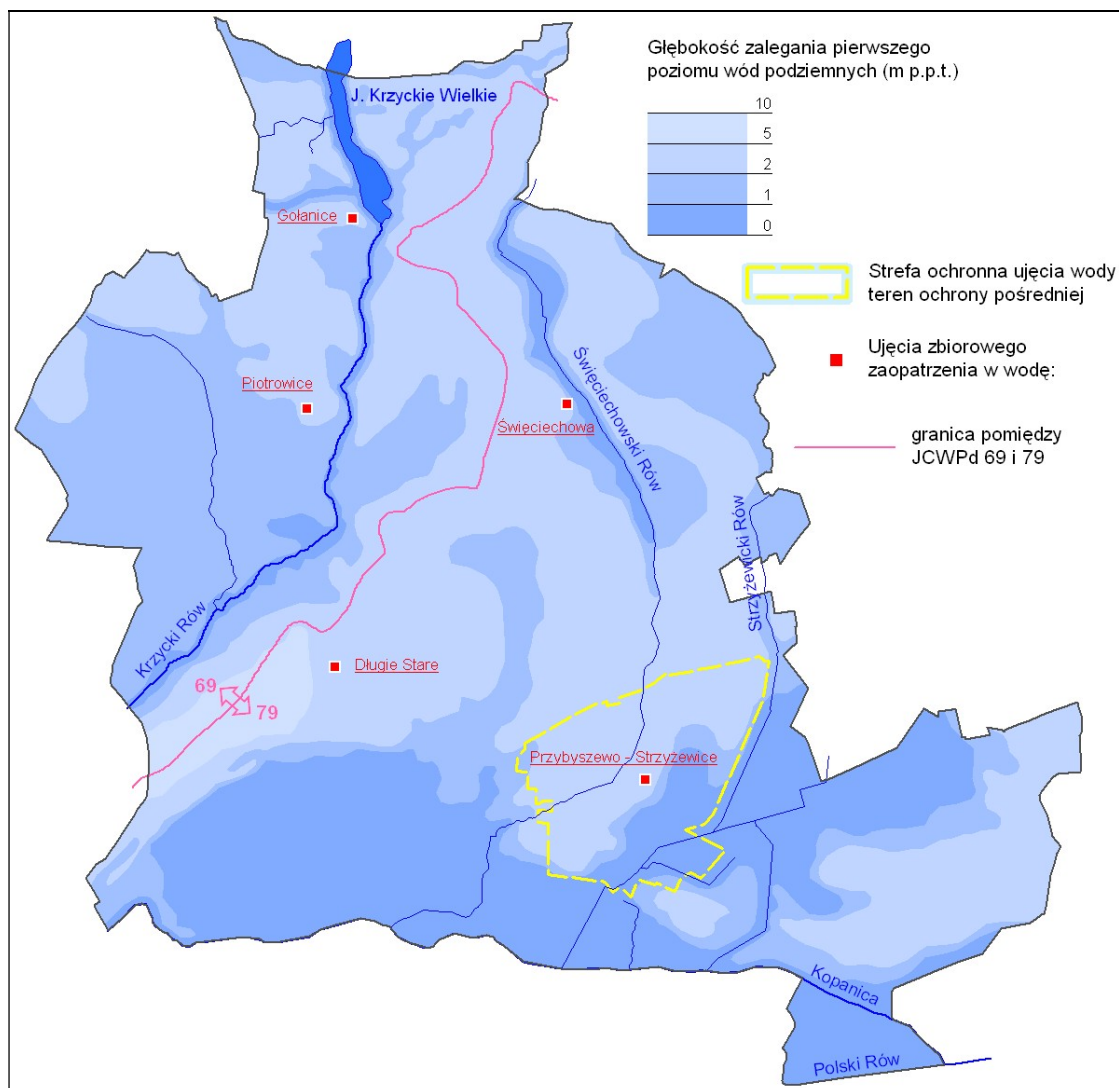 Głębokość zalegania pierwszego
poziomu wód podziemnych (m p.p.t.)
10
5
2
1
0
Strefa ochronna ujęcia wody
teren ochrony pośredniej
Ujęcia zbiorowego
zaopatrzenia w wodę:
granica pomiędzy
JCWPd 69 i 79
J. Krzyckie Wielkie
Gołanice
Piotrowice
Święciechowa
Święciechowski Rów
Strzyżewicki Rów
Krzycki Rów
Długie Stare
69
79
Przybyszewo - Strzyżewice
Kopanica
Polski Rów